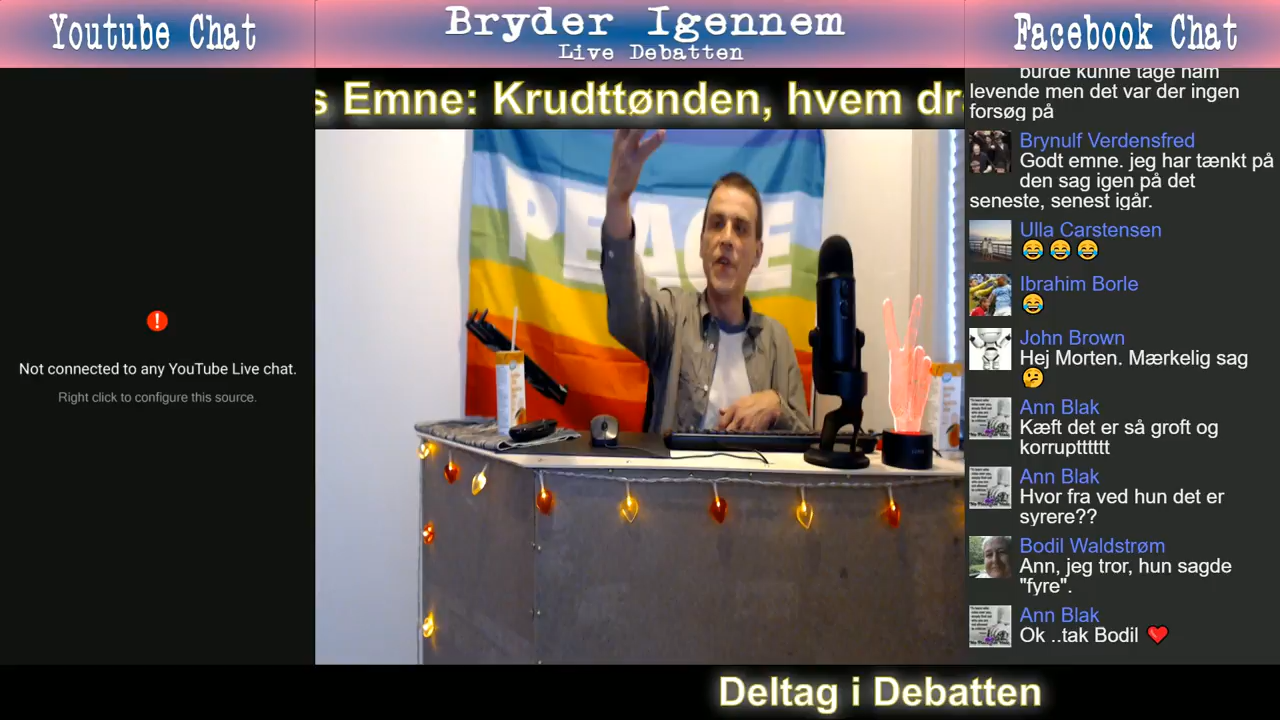 Youtube Chat
Bryder Igennem
Live Debatten
Facebook Chat
s Emne: Krudttønden, hvem dr
burde kunne tage ham
levende men det var der ingen
forsøg på
Brynulf Verdensfred
Godt emne. jeg har tænkt på
den sag igen på det
seneste, senest igår.
Ulla Carstensen
😂 😂 😂
Ibrahim Borle
😂
John Brown
Hej Morten. Mærkelig sag
🤔
Ann Blak
Kæft det er så groft og
korruptttttt
Ann Blak
Hvor fra ved hun det er
syrere??
Bodil Waldstrøm
Ann, jeg tror, hun sagde
"fyre".
Ann Blak
Ok ..tak Bodil ❤️
Not connected to any YouTube Live chat.
Right click to configure this source.
PEACE
Deltag i Debatten